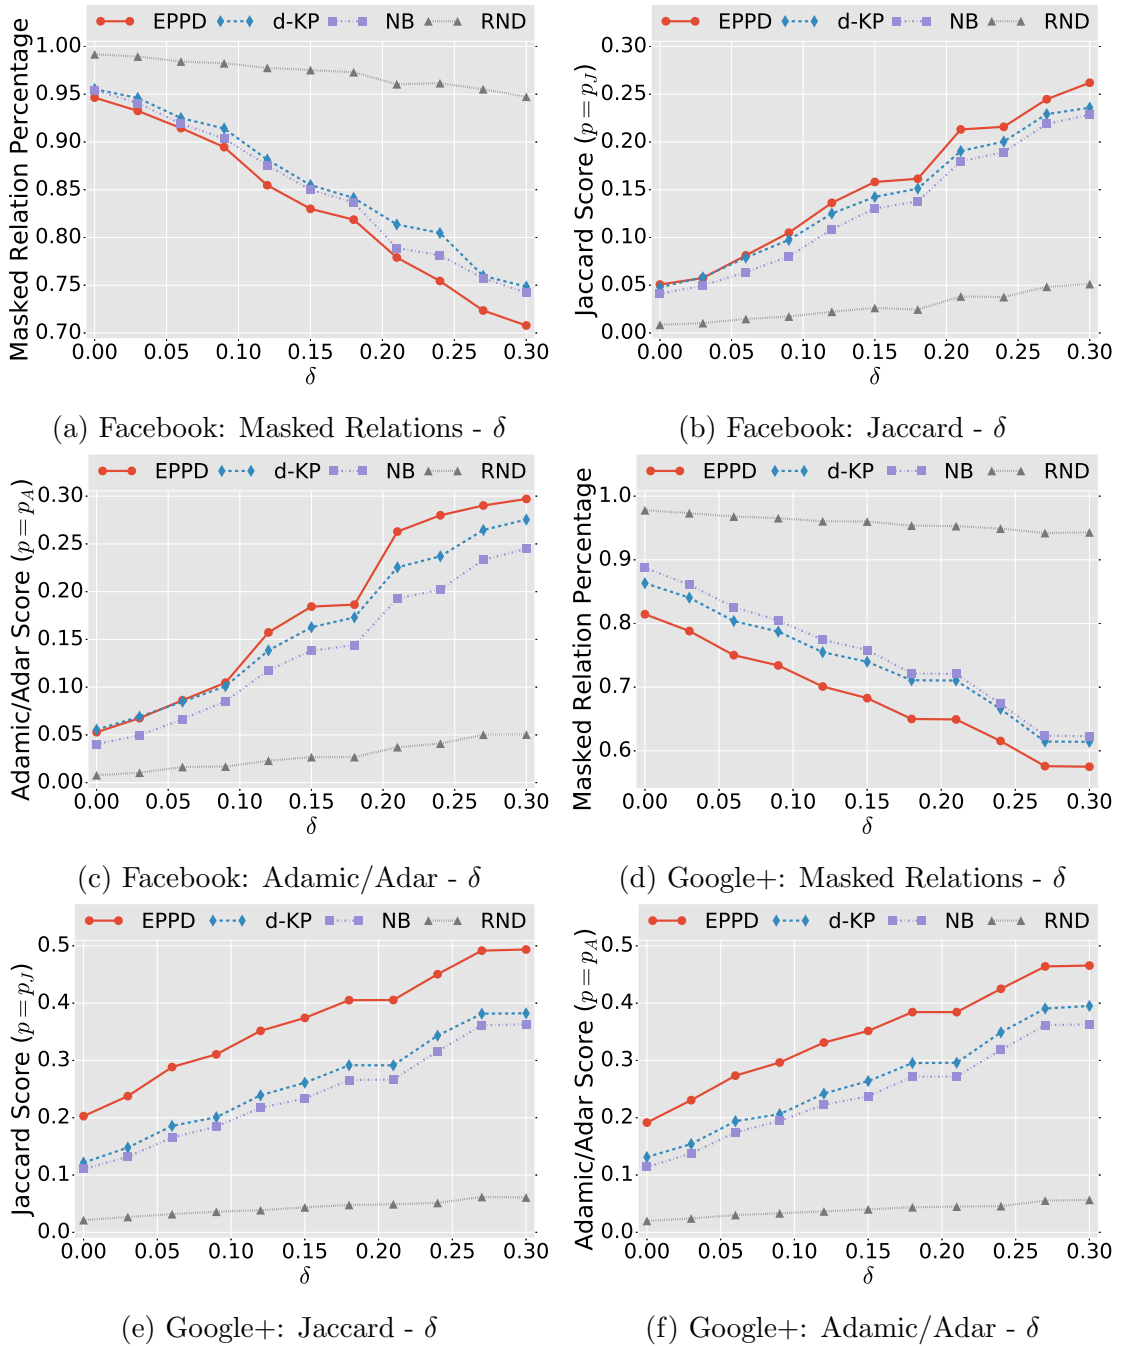 EPPD d-KP NB RND
Masked Relation Percentage
1.00
0.95
0.90
0.85
0.80
0.75
0.70
0.00 0.05 0.10 0.15 0.20 0.25 0.30
δ
(a) Facebook: Masked Relations - δ
EPPD d-KP NB RND
Jaccard Score (p = p_J)
0.30
0.25
0.20
0.15
0.10
0.05
0.00
0.00 0.05 0.10 0.15 0.20 0.25 0.30
δ
(b) Facebook: Jaccard - δ
EPPD d-KP NB RND
Adamic/Adar Score (p = p_A)
0.30
0.25
0.20
0.15
0.10
0.05
0.00
0.00 0.05 0.10 0.15 0.20 0.25 0.30
δ
(c) Facebook: Adamic/Adar - δ
EPPD d-KP NB RND
Masked Relation Percentage
1.0
0.9
0.8
0.7
0.6
0.00 0.05 0.10 0.15 0.20 0.25 0.30
δ
(d) Google+: Masked Relations - δ
EPPD d-KP NB RND
Jaccard Score (p = p_J)
0.5
0.4
0.3
0.2
0.1
0.0
0.00 0.05 0.10 0.15 0.20 0.25 0.30
δ
(e) Google+: Jaccard - δ
EPPD d-KP NB RND
Adamic/Adar Score (p = p_A)
0.5
0.4
0.3
0.2
0.1
0.0
0.00 0.05 0.10 0.15 0.20 0.25 0.30
δ
(f) Google+: Adamic/Adar - δ